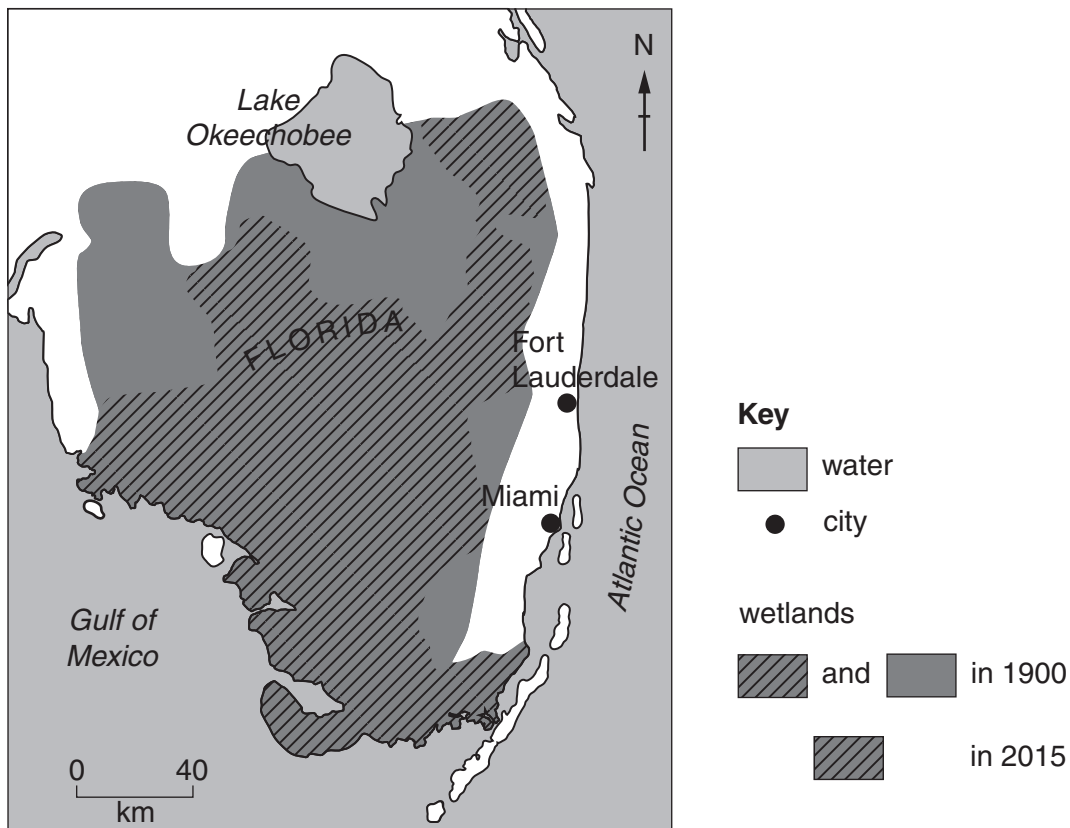 N
Lake
Okeechobee
FLORIDA
Fort
Lauderdale
Miami
Atlantic Ocean
Gulf of
Mexico
0 40
km
Key
water
city
wetlands
and in 1900
in 2015